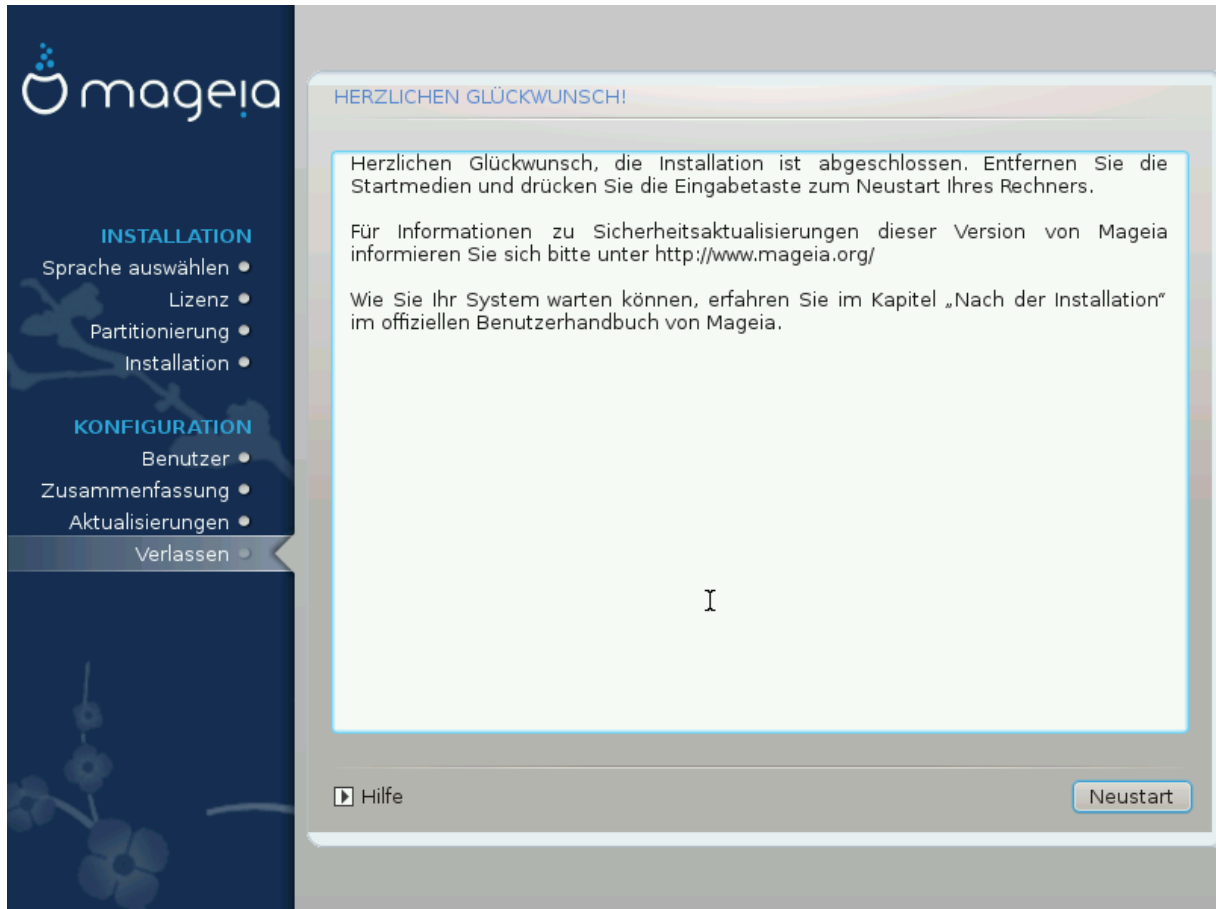 mageia
INSTALLATION
Sprache auswählen
Lizenz
Partitionierung
Installation
KONFIGURATION
Benutzer
Zusammenfassung
Aktualisierungen
Verlassen
HERZLICHEN GLÜCKWUNSCH!
Herzlichen Glückwunsch, die Installation ist abgeschlossen. Entfernen Sie die
Startmedien und drücken Sie die Eingabetaste zum Neustart Ihres Rechners.
Für Informationen zu Sicherheitsaktualisierungen dieser Version von Mageia
informieren Sie sich bitte unter http://www.mageia.org/
Wie Sie Ihr System warten können, erfahren Sie im Kapitel „Nach der Installation“
im offiziellen Benutzerhandbuch von Mageia.
Hilfe
Neustart